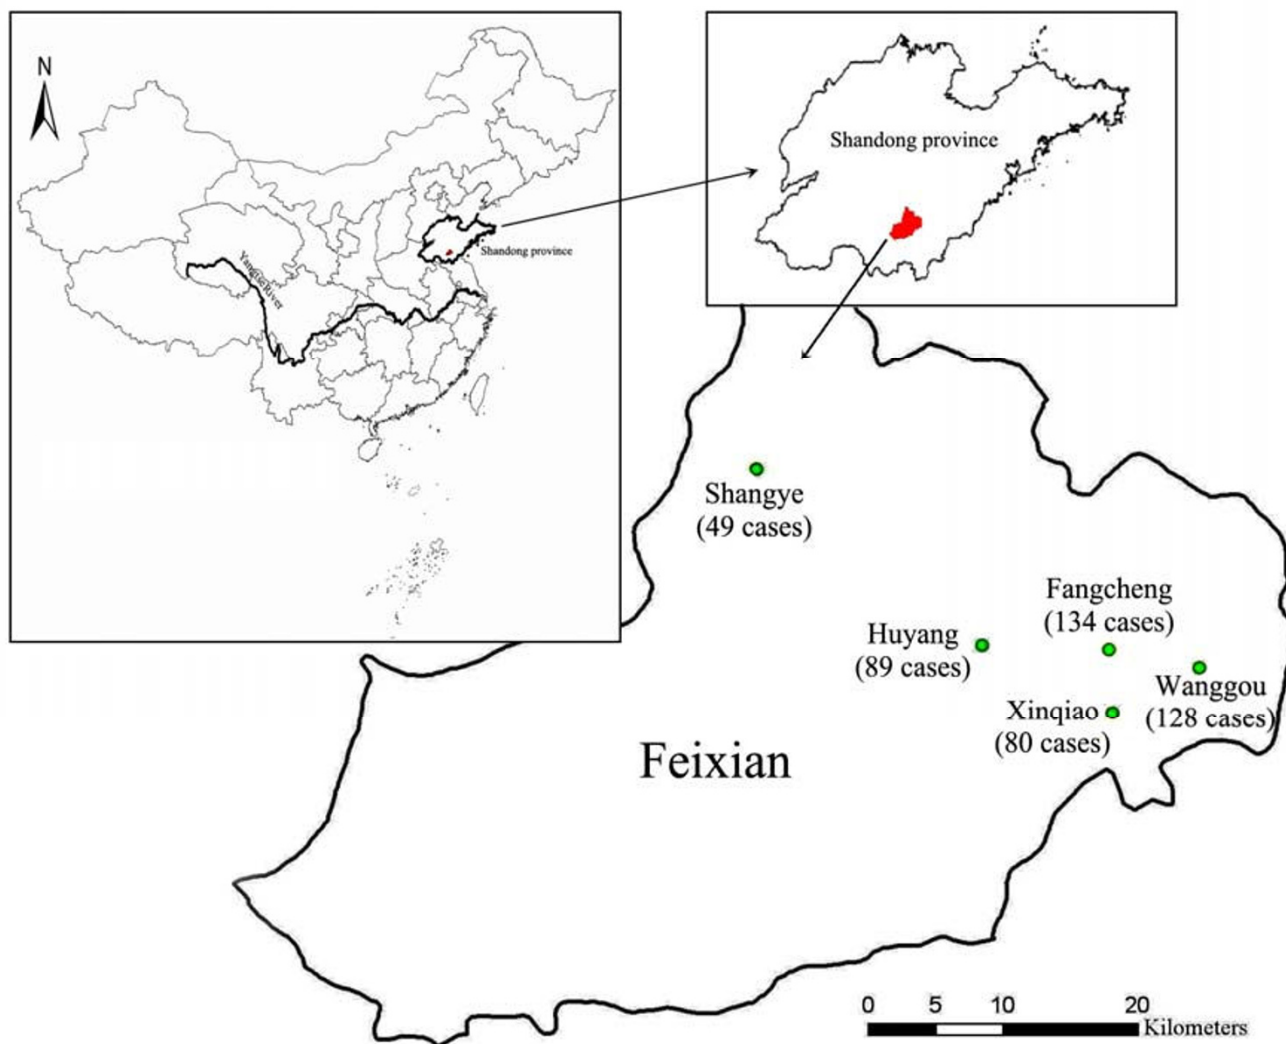 N
Shandong province
Yangtze River
Shandong province
Shangye
(49 cases)
Fangcheng
(134 cases)
Huyang
(89 cases)
Wanggou
(128 cases)
Xinqiao
(80 cases)
Feixian
0 5 10 20
Kilometers